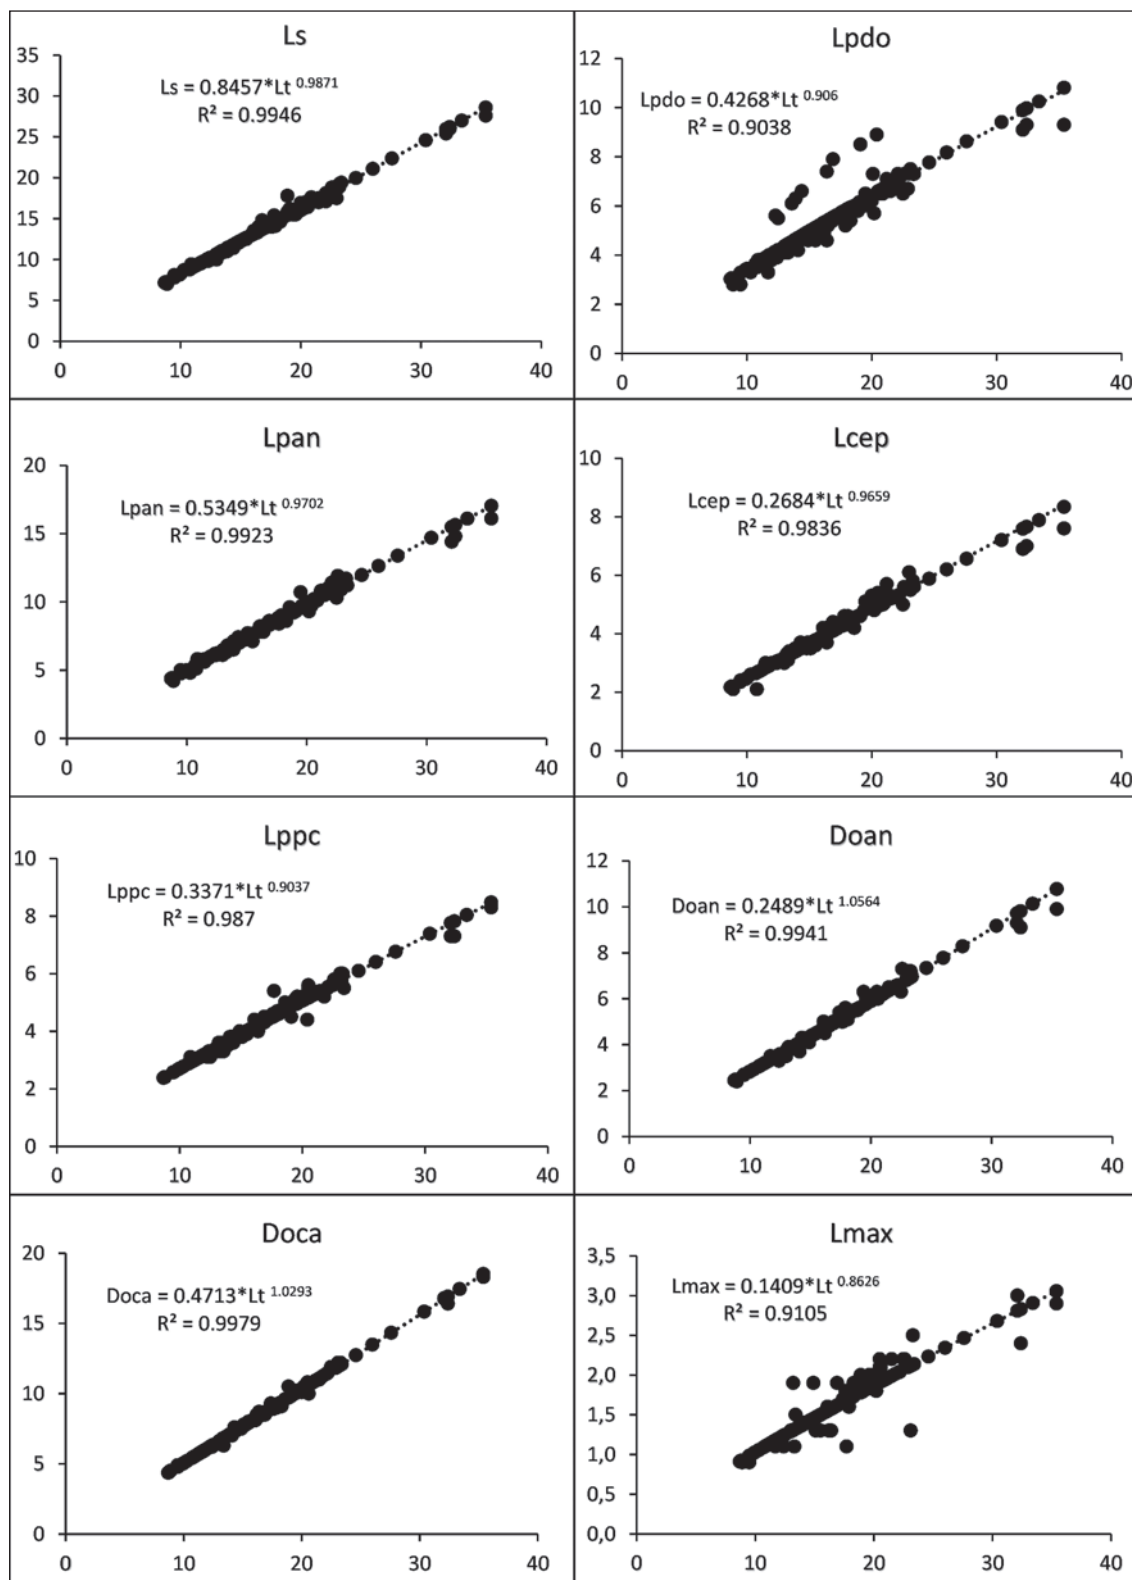 Ls
Ls = 0.8457*Lt 0.9871
R² = 0.9946
35
30
25
20
15
10
5
0
0 10 20 30 40
Lpdo
Lpdo = 0.4268*Lt 0.906
R² = 0.9038
12
10
8
6
4
2
0
0 10 20 30 40
Lpan
Lpan = 0.5349*Lt 0.9702
R² = 0.9923
20
15
10
5
0
0 10 20 30 40
Lcep
Lcep = 0.2684*Lt 0.9659
R² = 0.9836
10
8
6
4
2
0
0 10 20 30 40
Lppc
Lppc = 0.3371*Lt 0.9037
R² = 0.987
10
8
6
4
2
0
0 10 20 30 40
Doan
Doan = 0.2489*Lt 1.0564
R² = 0.9941
12
10
8
6
4
2
0
0 10 20 30 40
Doca
Doca = 0.4713*Lt 1.0293
R² = 0.9979
20
15
10
5
0
0 10 20 30 40
Lmax
Lmax = 0.1409*Lt 0.8626
R² = 0.9105
3,5
3,0
2,5
2,0
1,5
1,0
0,5
0,0
0 10 20 30 40